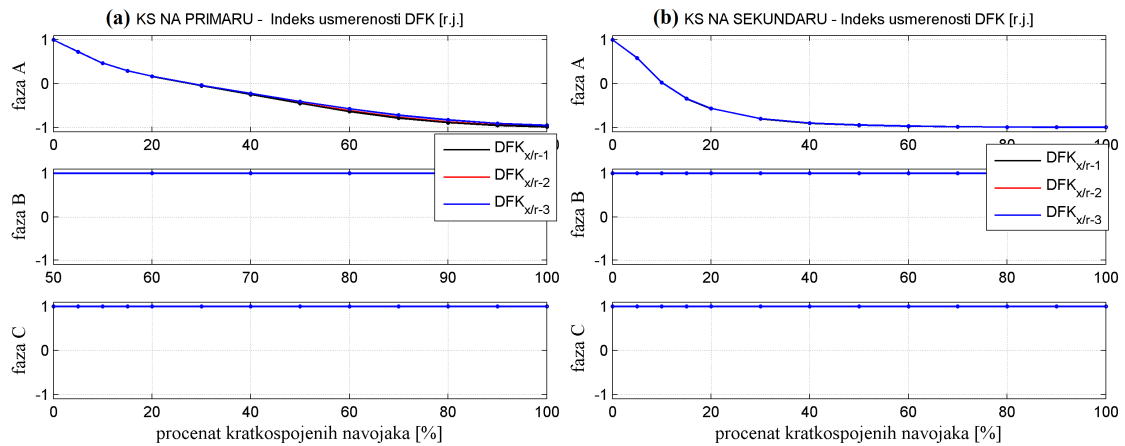 (a) KS NA PRIMARU - Indeks usmerenosti DFK [r.j.]
faza A
1
0
-1
0 20 40 60 80 100
DFKx/r-1
DFKx/r-2
DFKx/r-3
faza B
1
0
-1
50 60 70 80 90 100
faza C
1
0
-1
0 20 40 60 80 100
procenat kratkospojenih navojaka [%]
(b) KS NA SEKUNDARU - Indeks usmerenosti DFK [r.j.]
faza A
1
0
-1
0 20 40 60 80 100
DFKx/r-1
DFKx/r-2
DFKx/r-3
faza B
1
0
-1
0 20 40 60 80 100
faza C
1
0
-1
0 20 40 60 80 100
procenat kratkospojenih navojaka [%]